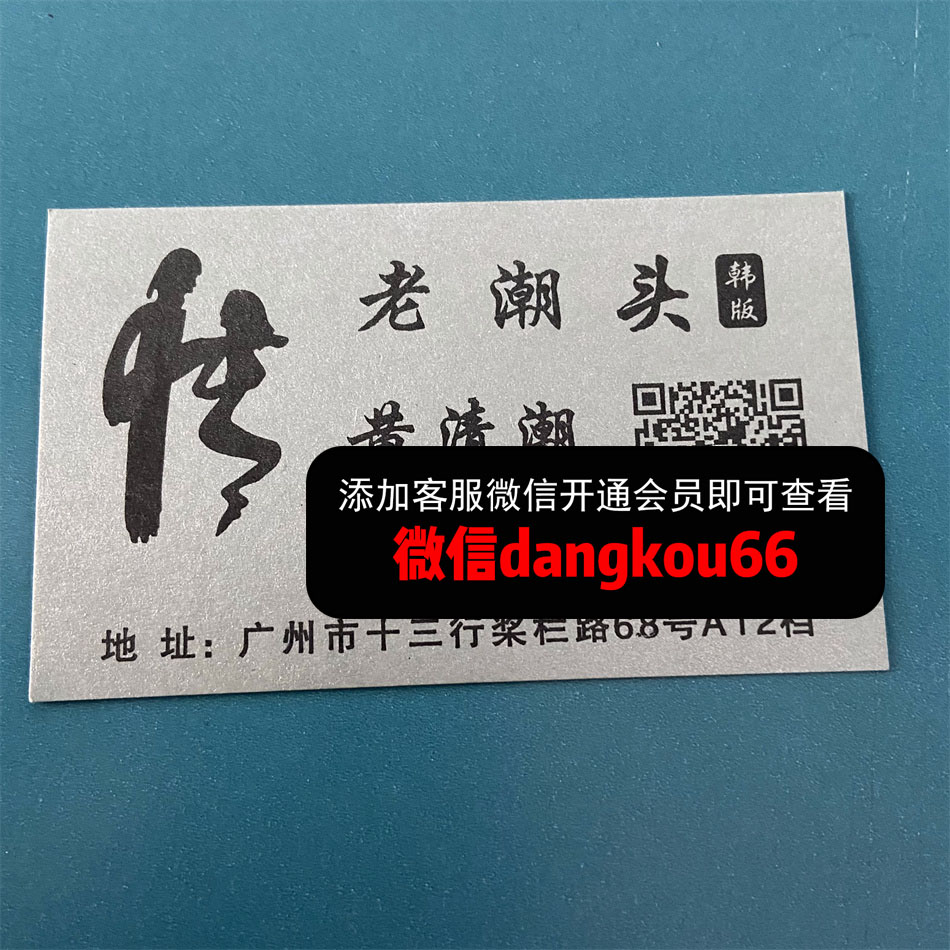 老潮头
韩版
黄清潮
添加客服微信开通会员即可查看
微信dangkou66
地址：广州市十三行桨栏路68号A12档